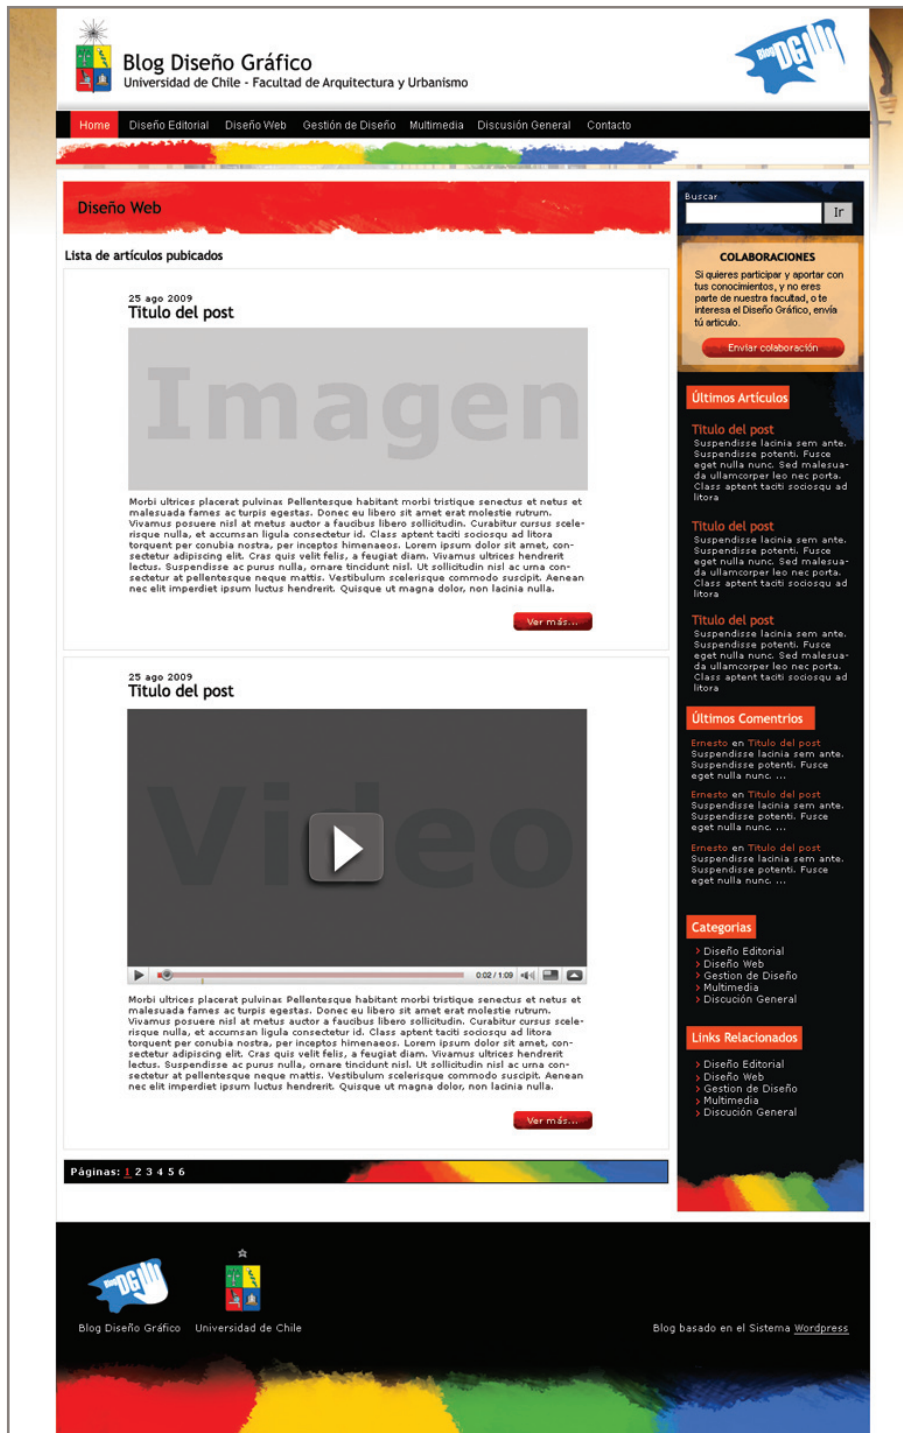 Blog Diseño Gráfico
Universidad de Chile - Facultad de Arquitectura y Urbanismo
Blog DG
Home Diseño Editorial Diseño Web Gestión de Diseño Multimedia Discusión General Contacto
Diseño Web
Lista de artículos pubicados
25 ago 2009
Titulo del post
Imagen
Morbi ultrices placerat pulvinar. Pellentesque habitant morbi tristique senectus et netus et
malesuada fames ac turpis egestas. Donec eu libero sit amet erat molestie rutrum.
Vivamus posuere nisl at metus auctor a faucibus libero sollicitudin. Curabitur cursus scele-
risque nulla, et accumsan ligula consectetur id. Class aptent taciti sociosqu ad litora
torquent per conubia nostra, per inceptos himenaeos. Lorem ipsum dolor sit amet, con-
sectetur adipiscing elit. Cras quis velit felis, a feugiat diam. Vivamus ultrices hendrerit
lectus. Suspendisse ac purus nulla, ornare tincidunt nisl. Ut sollicitudin nisl ac urna con-
sectetur at pellentesque neque mattis. Vestibulum scelerisque commodo suscipit. Aenean
nec elit imperdiet ipsum luctus hendrerit. Quisque ut magna dolor, non lacinia nulla.
Ver más...
25 ago 2009
Titulo del post
Video
0:02 / 1:09
Morbi ultrices placerat pulvinar. Pellentesque habitant morbi tristique senectus et netus et
malesuada fames ac turpis egestas. Donec eu libero sit amet erat molestie rutrum.
Vivamus posuere nisl at metus auctor a faucibus libero sollicitudin. Curabitur cursus scele-
risque nulla, et accumsan ligula consectetur id. Class aptent taciti sociosqu ad litora
torquent per conubia nostra, per inceptos himenaeos. Lorem ipsum dolor sit amet, con-
sectetur adipiscing elit. Cras quis velit felis, a feugiat diam. Vivamus ultrices hendrerit
lectus. Suspendisse ac purus nulla, ornare tincidunt nisl. Ut sollicitudin nisl ac urna con-
sectetur at pellentesque neque mattis. Vestibulum scelerisque commodo suscipit. Aenean
nec elit imperdiet ipsum luctus hendrerit. Quisque ut magna dolor, non lacinia nulla.
Ver más...
Páginas: 1 2 3 4 5 6
Buscar
Ir
COLABORACIONES
Si quieres participar y aportar con
tus conocimientos, y no eres
parte de nuestra facultad, o te
interesa el Diseño Gráfico, envía
tú articulo.
Enviar colaboración
Últimos Artículos
Titulo del post
Suspendisse lacinia sem ante.
Suspendisse potenti. Fusce
eget nulla nunc. Sed malesua-
da ullamcorper leo nec porta.
Class aptent taciti sociosqu ad
litora
Titulo del post
Suspendisse lacinia sem ante.
Suspendisse potenti. Fusce
eget nulla nunc. Sed malesua-
da ullamcorper leo nec porta.
Class aptent taciti sociosqu ad
litora
Titulo del post
Suspendisse lacinia sem ante.
Suspendisse potenti. Fusce
eget nulla nunc. Sed malesua-
da ullamcorper leo nec porta.
Class aptent taciti sociosqu ad
litora
Últimos Comentrios
Ernesto en Titulo del post
Suspendisse lacinia sem ante.
Suspendisse potenti. Fusce
eget nulla nunc. ...
Ernesto en Titulo del post
Suspendisse lacinia sem ante.
Suspendisse potenti. Fusce
eget nulla nunc. ...
Ernesto en Titulo del post
Suspendisse lacinia sem ante.
Suspendisse potenti. Fusce
eget nulla nunc. ...
Categorias
Diseño Editorial
Diseño Web
Gestion de Diseño
Multimedia
Discución General
Links Relacionados
Diseño Editorial
Diseño Web
Gestion de Diseño
Multimedia
Discución General
Blog DG
Blog Diseño Gráfico Universidad de Chile
Blog basado en el Sistema Wordpress